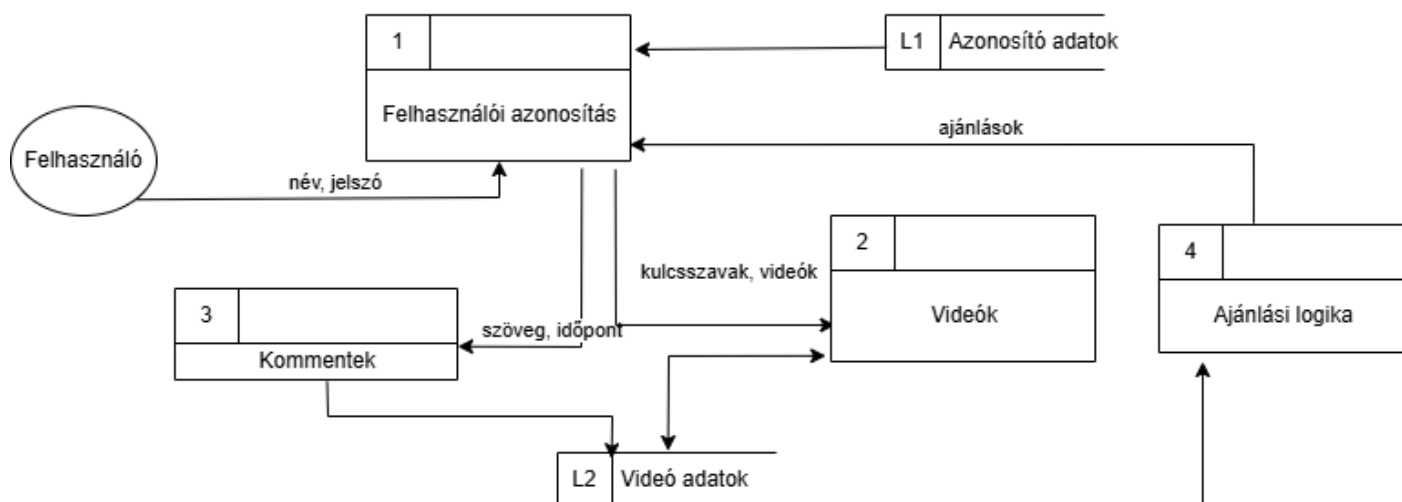 1
L1 Azonosító adatok
Felhasználói azonosítás
ajánlások
Felhasználó
név, jelszó
2
4
kulcsszavak, videók
3
szöveg, időpont
Videók
Ajánlási logika
Kommentek
L2 Videó adatok